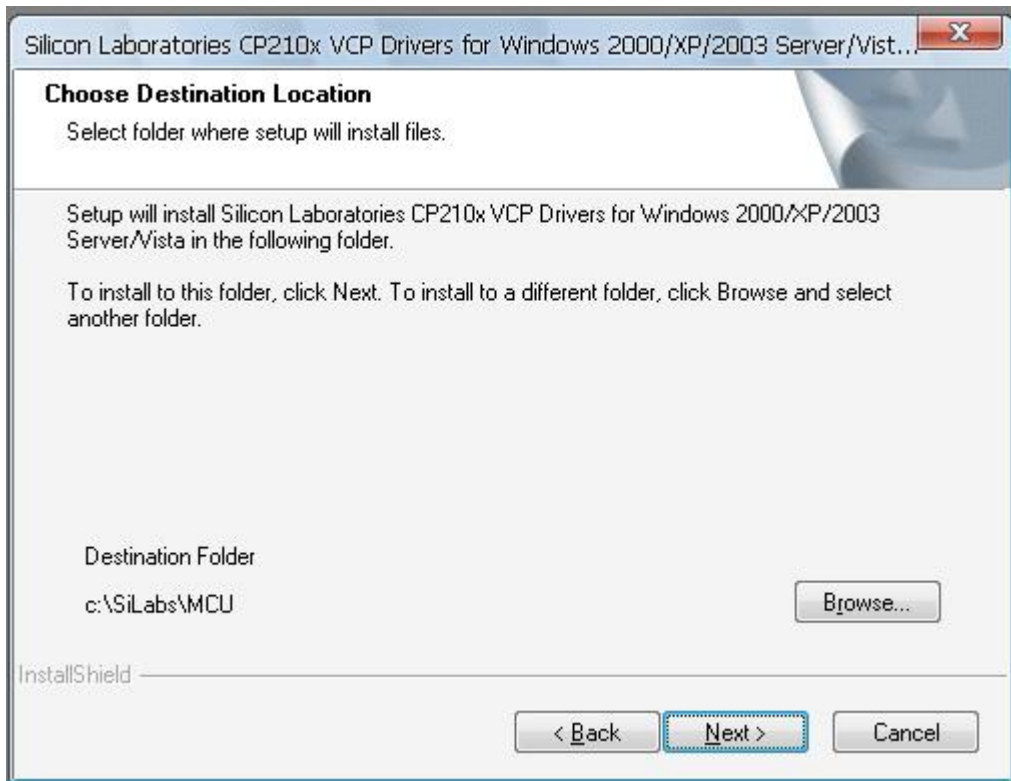 Silicon Laboratories CP210x VCP Drivers for Windows 2000/XP/2003 Server/Vist...
Choose Destination Location
Select folder where setup will install files.
Setup will install Silicon Laboratories CP210x VCP Drivers for Windows 2000/XP/2003
Server/Vista in the following folder.
To install to this folder, click Next. To install to a different folder, click Browse and select
another folder.
Destination Folder
c:\SiLabs\MCU
Browse...
InstallShield
< Back
Next >
Cancel